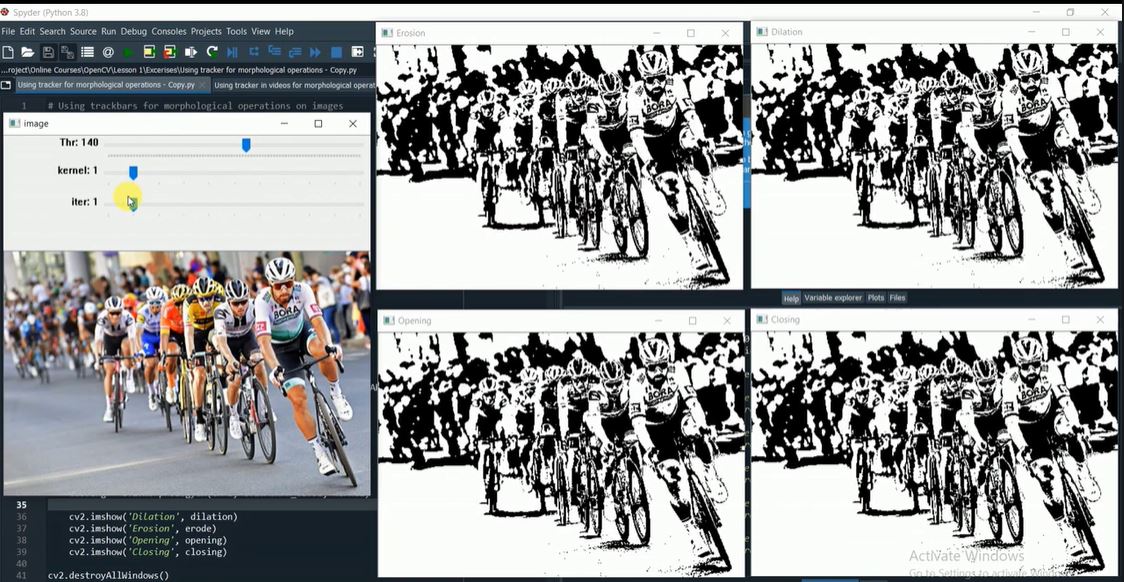 Spyder (Python 3.8)
File Edit Search Source Run Debug Consoles Projects Tools View Help
...roject\Online Courses\OpenCV\Lesson 1\Excerises\Using tracker for morphological operations - Copy.py
Using tracker for morphological operations - Copy.py
Using tracker in videos for morphological operat
1 # Using trackbars for morphological operations on images
image
Thr: 140
kernel: 1
iter: 1
BORA
35
36 cv2.imshow('Dilation', dilation)
37 cv2.imshow('Erosion', erode)
38 cv2.imshow('Opening', opening)
39 cv2.imshow('Closing', closing)
40
41 cv2.destroyAllWindows()
Erosion
BORA
Dilation
BORA
Help Variable explorer Plots Files
Opening
BORA
Closing
BORA
Activate Windows
Go to Settings to activate Windows